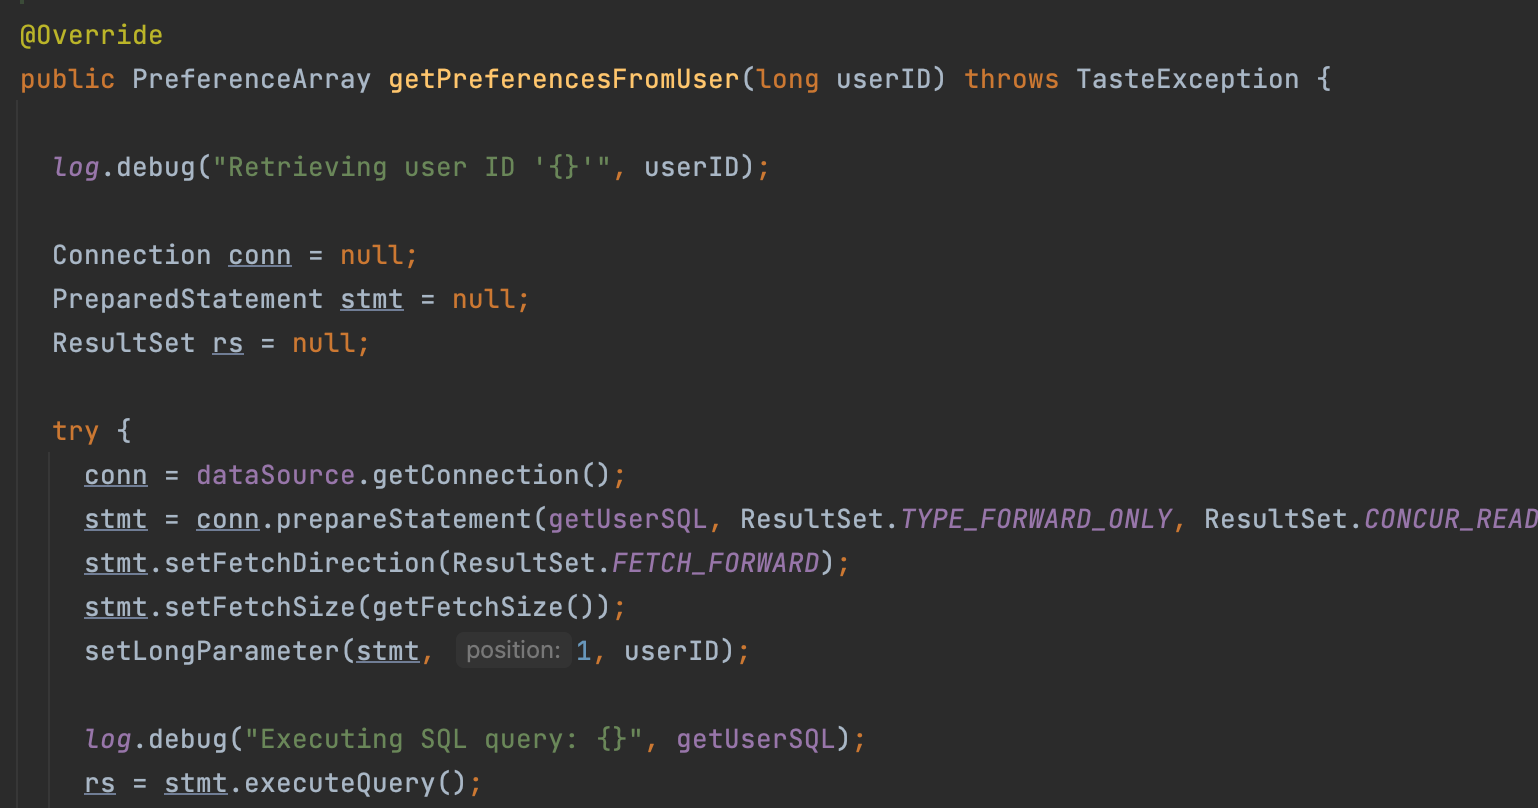 @Override
public PreferenceArray getPreferencesFromUser(long userID) throws TasteException {
log.debug("Retrieving user ID '{}'", userID);
Connection conn = null;
PreparedStatement stmt = null;
ResultSet rs = null;
try {
conn = dataSource.getConnection();
stmt = conn.prepareStatement(getUserSQL, ResultSet.TYPE_FORWARD_ONLY, ResultSet.CONCUR_READ
stmt.setFetchDirection(ResultSet.FETCH_FORWARD);
stmt.setFetchSize(getFetchSize());
setLongParameter(stmt, position: 1, userID);
log.debug("Executing SQL query: {}", getUserSQL);
rs = stmt.executeQuery();